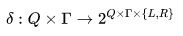 δ : Q × Γ → 2^{Q×Γ×{L,R}}